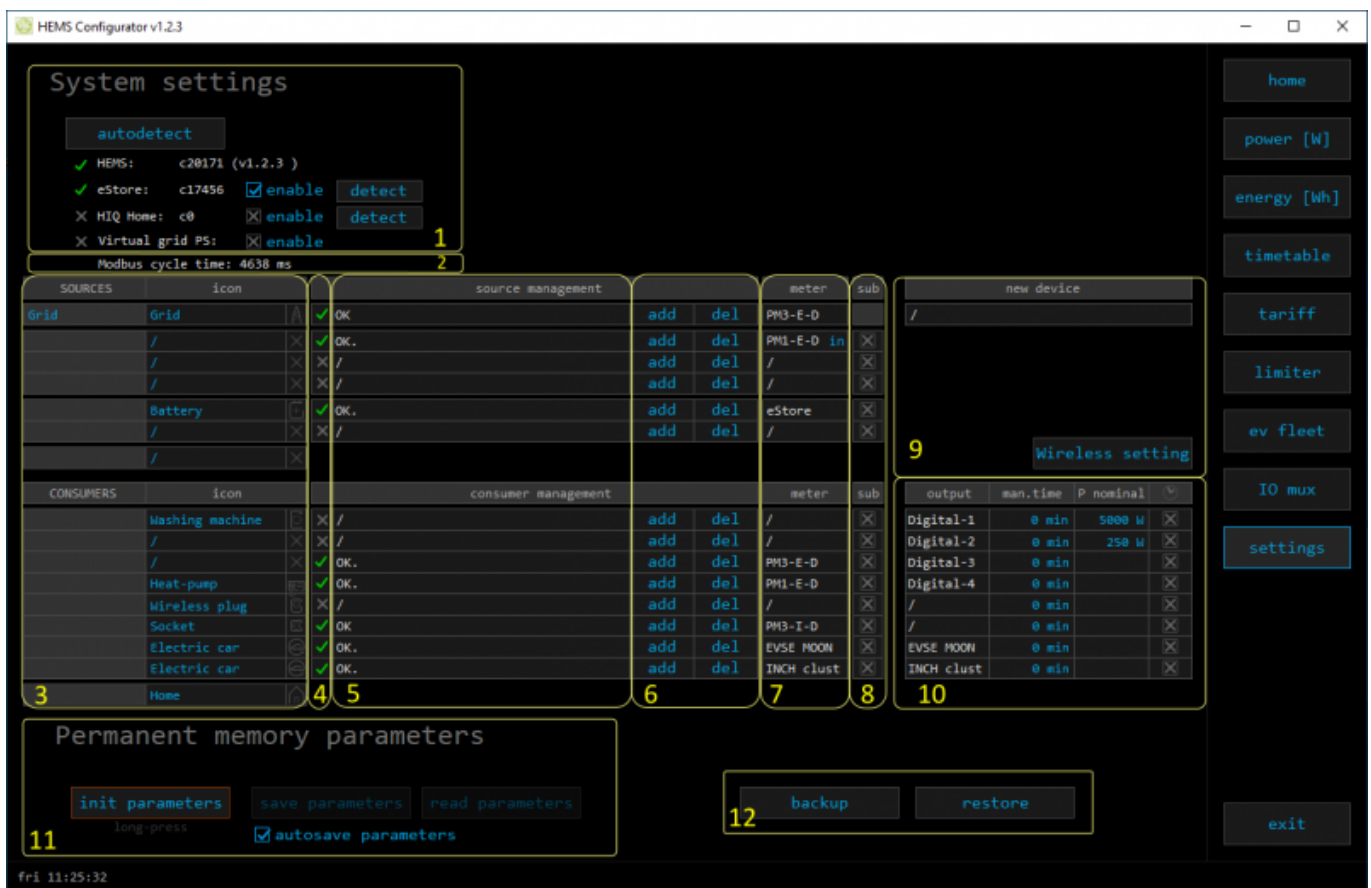 HEMS Configurator v1.2.3
System settings
autodetect
HEMS: c20171 (v1.2.3 )
eStore: c17456 enable detect
HIQ Home: c0 enable detect
Virtual grid PS: enable 1
Modbus cycle time: 4638 ms 2
SOURCES icon source management meter sub
Grid Grid OK add del PM3-E-D
/ OK. add del PM1-E-D in
/ / add del /
/ / add del /
Battery OK. add del eStore
/ / add del /
/
CONSUMERS icon consumer management meter sub
Washing machine / add del /
/ / add del /
/ OK. add del PM3-E-D
Heat-pump OK. add del PM1-E-D
Wireless plug / add del /
Socket OK add del PM3-I-D
Electric car OK. add del EVSE MOON
Electric car OK. add del INCH clust
3 Home 4 5 6 7 8
new device
/
9 Wireless setting
output man.time P nominal
Digital-1 0 min 5000 W
Digital-2 0 min 250 W
Digital-3 0 min
Digital-4 0 min
/ 0 min
/ 0 min
EVSE MOON 0 min
INCH clust 0 min
10
Permanent memory parameters
init parameters save parameters read parameters
long-press
autosave parameters
11
backup restore
12
home
power [W]
energy [Wh]
timetable
tariff
limiter
ev fleet
IO mux
settings
exit
fri 11:25:32